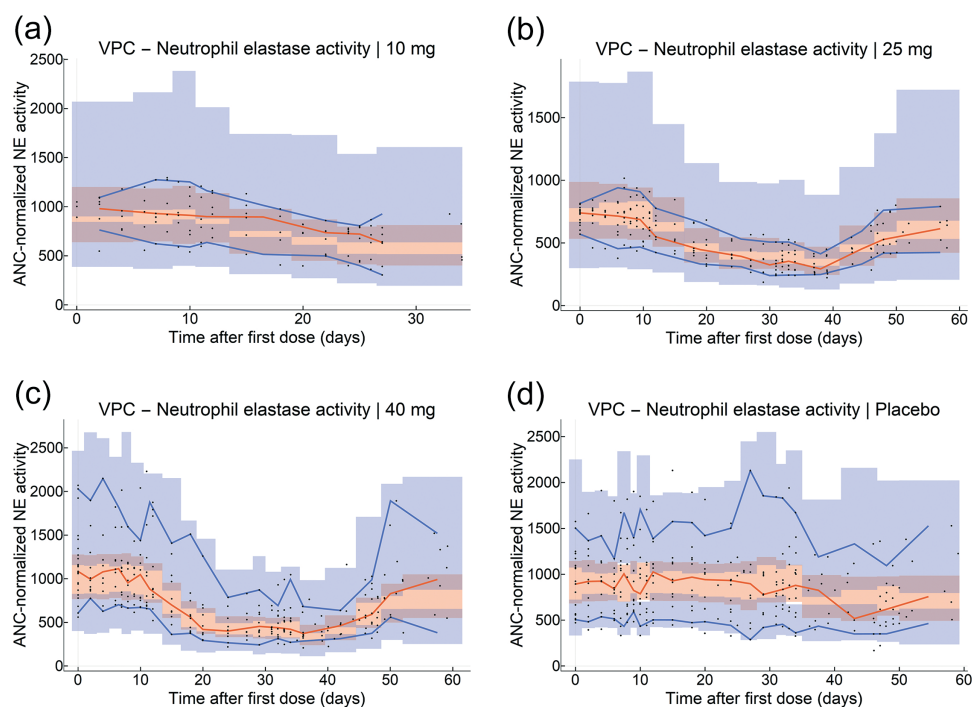 (a)
VPC – Neutrophil elastase activity | 10 mg
ANC-normalized NE activity
2500
2000
1500
1000
500
0
0 10 20 30
Time after first dose (days)
(b)
VPC – Neutrophil elastase activity | 25 mg
ANC-normalized NE activity
1500
1000
500
0
0 10 20 30 40 50 60
Time after first dose (days)
(c)
VPC – Neutrophil elastase activity | 40 mg
ANC-normalized NE activity
2500
2000
1500
1000
500
0
0 10 20 30 40 50 60
Time after first dose (days)
(d)
VPC – Neutrophil elastase activity | Placebo
ANC-normalized NE activity
2500
2000
1500
1000
500
0
0 10 20 30 40 50 60
Time after first dose (days)